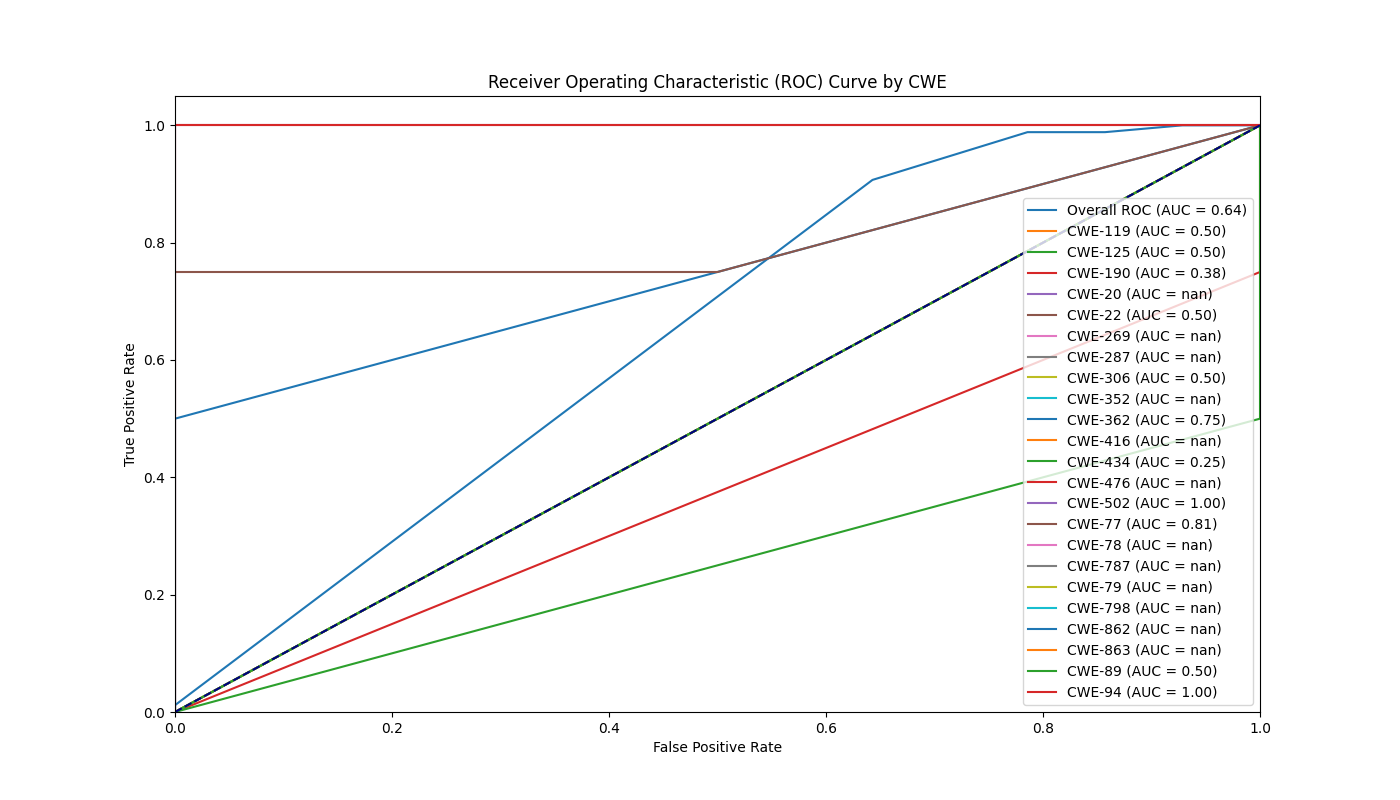 Receiver Operating Characteristic (ROC) Curve by CWE
1.0
0.8
0.6
0.4
0.2
0.0
True Positive Rate
Overall ROC (AUC = 0.64)
CWE-119 (AUC = 0.50)
CWE-125 (AUC = 0.50)
CWE-190 (AUC = 0.38)
CWE-20 (AUC = nan)
CWE-22 (AUC = 0.50)
CWE-269 (AUC = nan)
CWE-287 (AUC = nan)
CWE-306 (AUC = 0.50)
CWE-352 (AUC = nan)
CWE-362 (AUC = 0.75)
CWE-416 (AUC = nan)
CWE-434 (AUC = 0.25)
CWE-476 (AUC = nan)
CWE-502 (AUC = 1.00)
CWE-77 (AUC = 0.81)
CWE-78 (AUC = nan)
CWE-787 (AUC = nan)
CWE-79 (AUC = nan)
CWE-798 (AUC = nan)
CWE-862 (AUC = nan)
CWE-863 (AUC = nan)
CWE-89 (AUC = 0.50)
CWE-94 (AUC = 1.00)
0.0 0.2 0.4 0.6 0.8 1.0
False Positive Rate